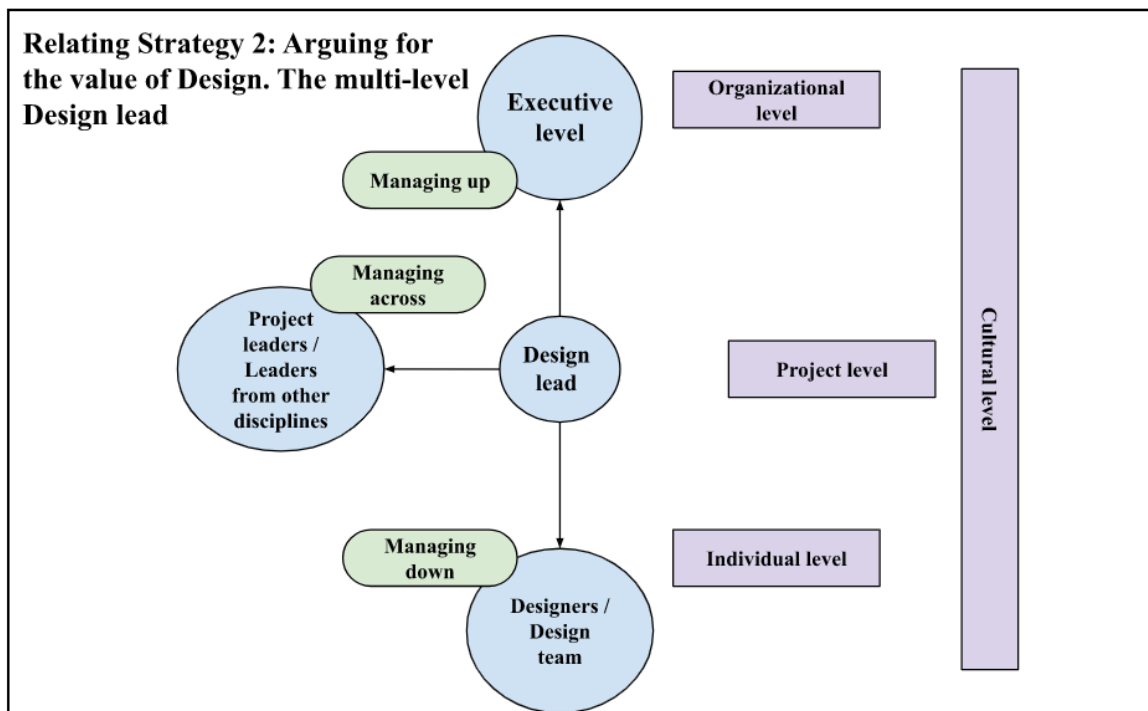 Relating Strategy 2: Arguing for
the value of Design. The multi-level
Design lead
Executive
level
Organizational
level
Managing up
Managing
across
Project
leaders /
Leaders
from other
disciplines
Design
lead
Project level
Cultural level
Managing
down
Individual level
Designers /
Design
team